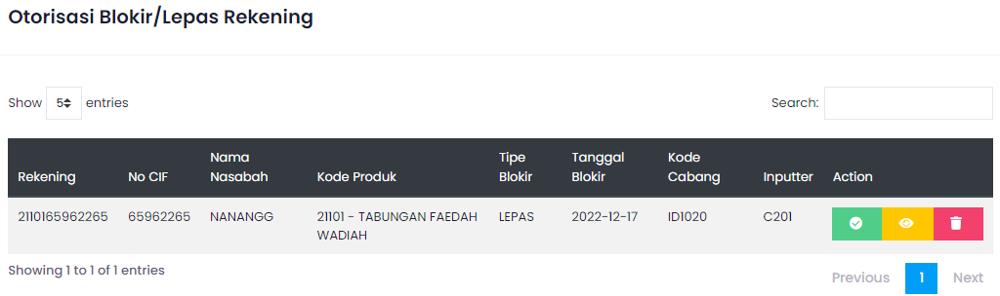 Otorisasi Blokir/Lepas Rekening
Show 5 entries Search:
Rekening No CIF Nama Nasabah Kode Produk Tipe Blokir Tanggal Blokir Kode Cabang Inputter Action
2110165962265 65962265 NANANGG 21101 - TABUNGAN FAEDAH WADIAH LEPAS 2022-12-17 ID1020 C201
Showing 1 to 1 of 1 entries
Previous 1 Next